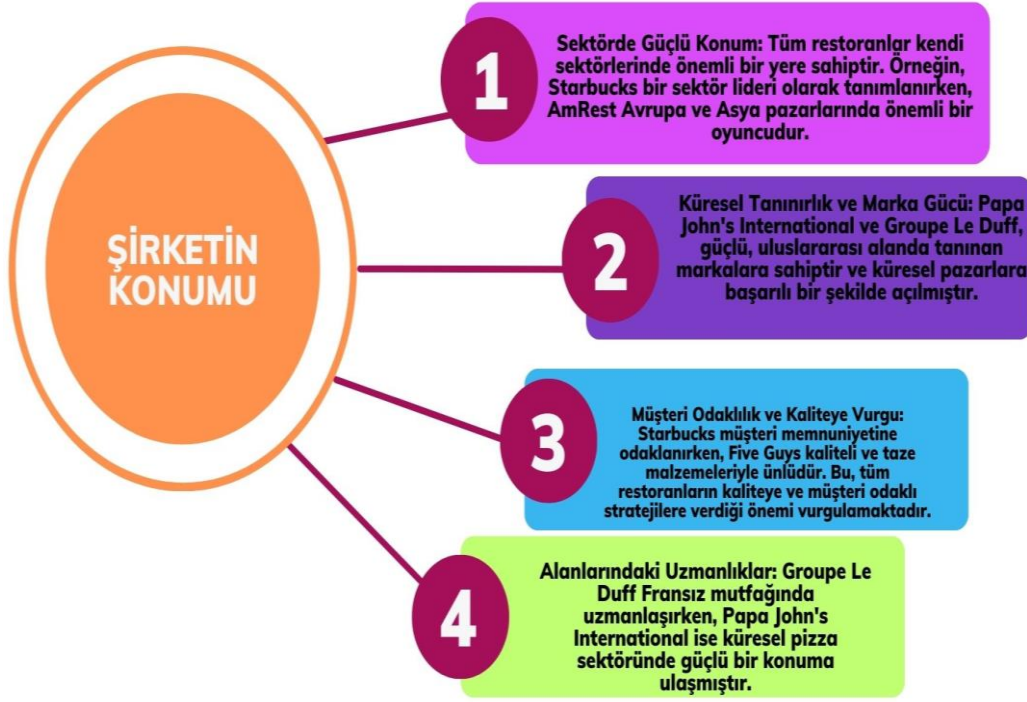 ŞİRKETİN
KONUMU
1
Sektörde Güçlü Konum: Tüm restoranlar kendi
sektörlerinde önemli bir yere sahiptir. Örneğin,
Starbucks bir sektör lideri olarak tanımlanırken,
AmRest Avrupa ve Asya pazarlarında önemli bir
oyuncudur.
2
Küresel Tanınırlık ve Marka Gücü: Papa
John's International ve Groupe Le Duff,
güçlü, uluslararası alanda tanınan
markalara sahiptir ve küresel pazarlara
başarılı bir şekilde açılmıştır.
3
Müşteri Odaklılık ve Kaliteye Vurgu:
Starbucks müşteri memnuniyetine
odaklanırken, Five Guys kaliteli ve taze
malzemeleriyle ünlüdür. Bu, tüm
restoranların kaliteye ve müşteri odaklı
stratejilere verdiği önemi vurgulamaktadır.
4
Alanlarındaki Uzmanlıklar: Groupe Le
Duff Fransız mutfağında
uzmanlaşırken, Papa John's
International ise küresel pizza
sektöründe güçlü bir konuma
ulaşmıştır.